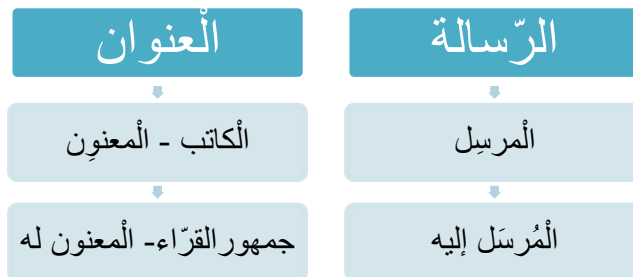 الرّسالة
الْمرسِل
الْمُرسَل إليه
الْعنوان
الْكاتب - الْمعنوِن
جمهور القرّاء- الْمعنون له